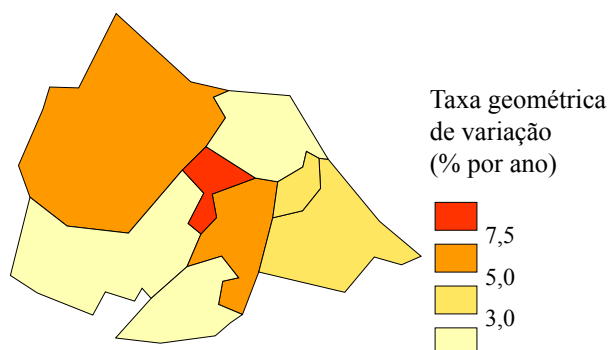 Taxa geométrica
de variação
(% por ano)
7,5
5,0
3,0